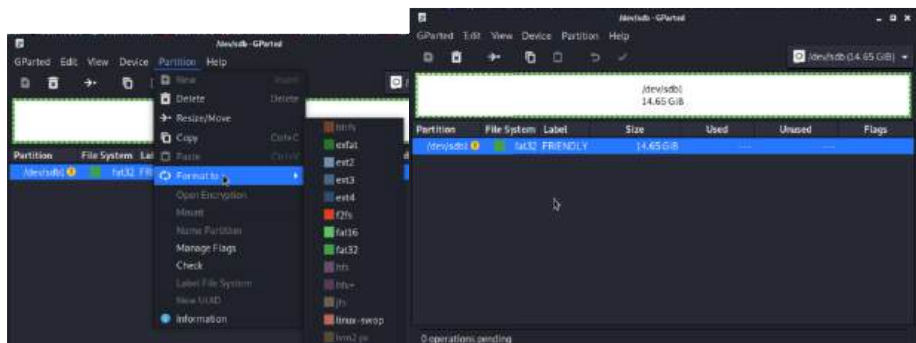 /dev/sdb - GParted
GParted Edit View Device Partition Help
New Insert
Delete Delete
Resize/Move
Copy Ctrl+C
Paste Ctrl+V
Format to
Open Encryption
Mount
Name Partition
Manage Flags
Check
Label File System
New UUID
Information
btrfs
exfat
ext2
ext3
ext4
f2fs
fat16
fat32
hfs
hfs+
jfs
linux-swap
lvm2 pv
Partition File System
/dev/sdb1 fat32
/dev/sdb - GParted
GParted Edit View Device Partition Help
/dev/sdb (14.65 GiB)
/dev/sdb1
14.65 GiB
Partition File System Label Size Used Unused Flags
/dev/sdb1 fat32 FRIENDLY 14.65 GiB --- ---
0 operations pending